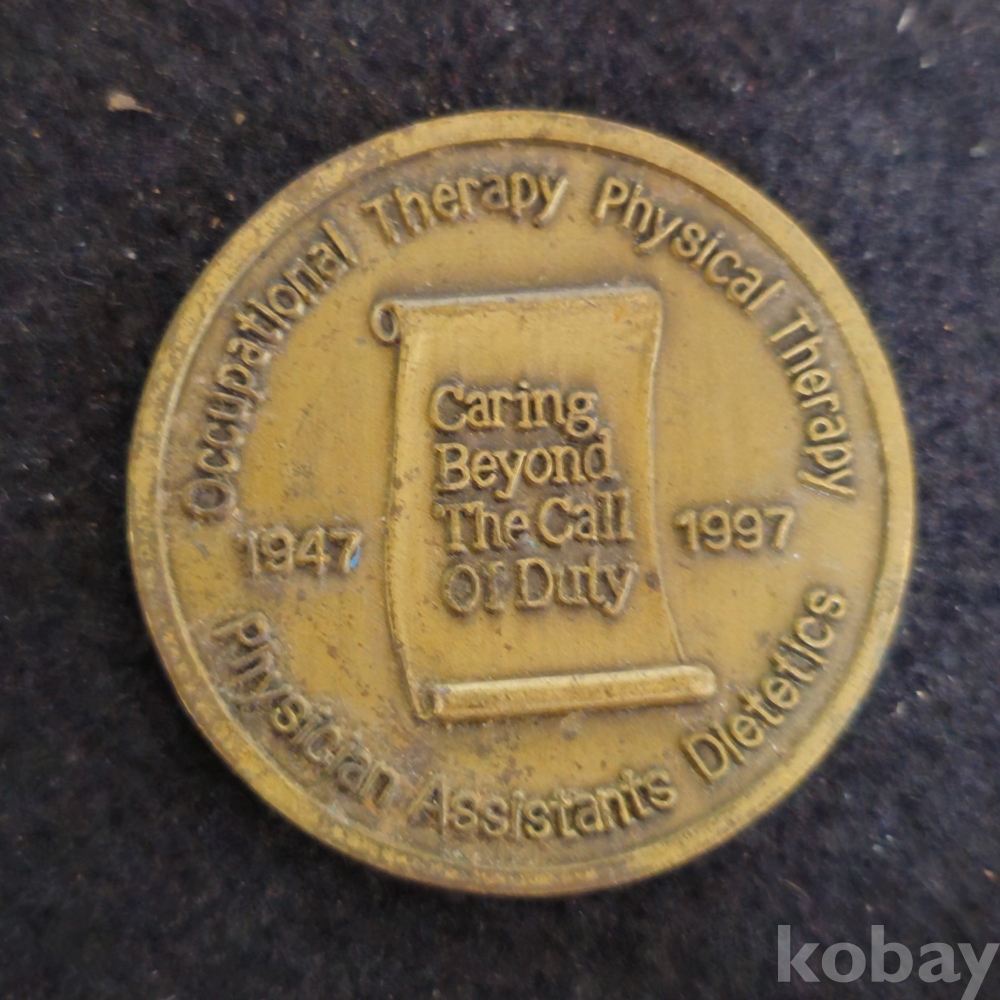 Occupational Therapy Physical Therapy
Caring
Beyond
The Call
Of Duty
1947
1997
Physician Assistants Dietetics
kobay